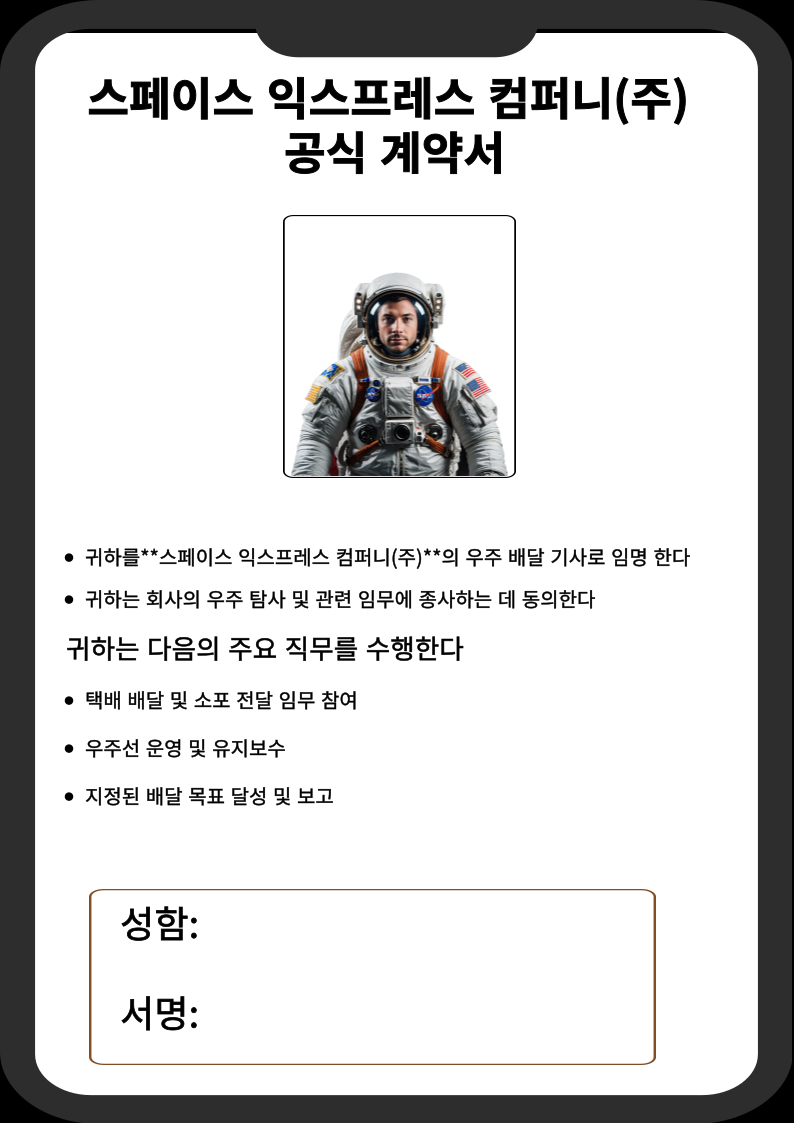 스페이스 익스프레스 컴퍼니(주)
공식 계약서
• 귀하를**스페이스 익스프레스 컴퍼니(주)**의 우주 배달 기사로 임명 한다
• 귀하는 회사의 우주 탐사 및 관련 임무에 종사하는 데 동의한다
귀하는 다음의 주요 직무를 수행한다
• 택배 배달 및 소포 전달 임무 참여
• 우주선 운영 및 유지보수
• 지정된 배달 목표 달성 및 보고
성함:
서명: